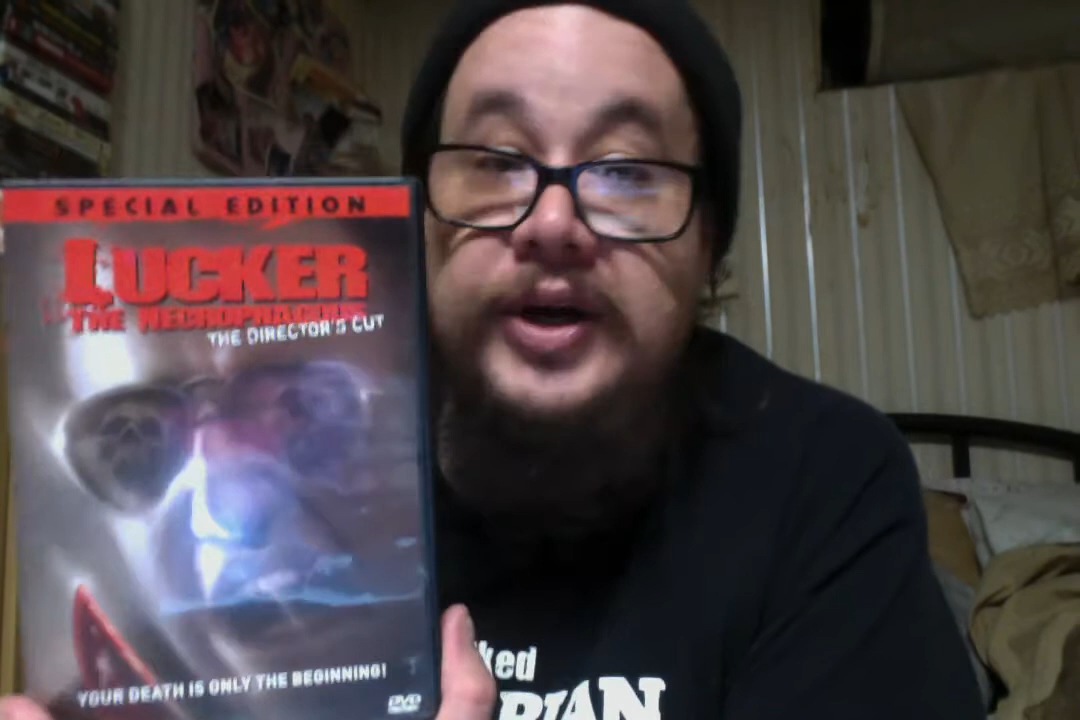 SPECIAL EDITION
LUCKER
THE NECROPHAGOUS
THE DIRECTOR'S CUT
YOUR DEATH IS ONLY THE BEGINNING!
DVD
ked
RIAN